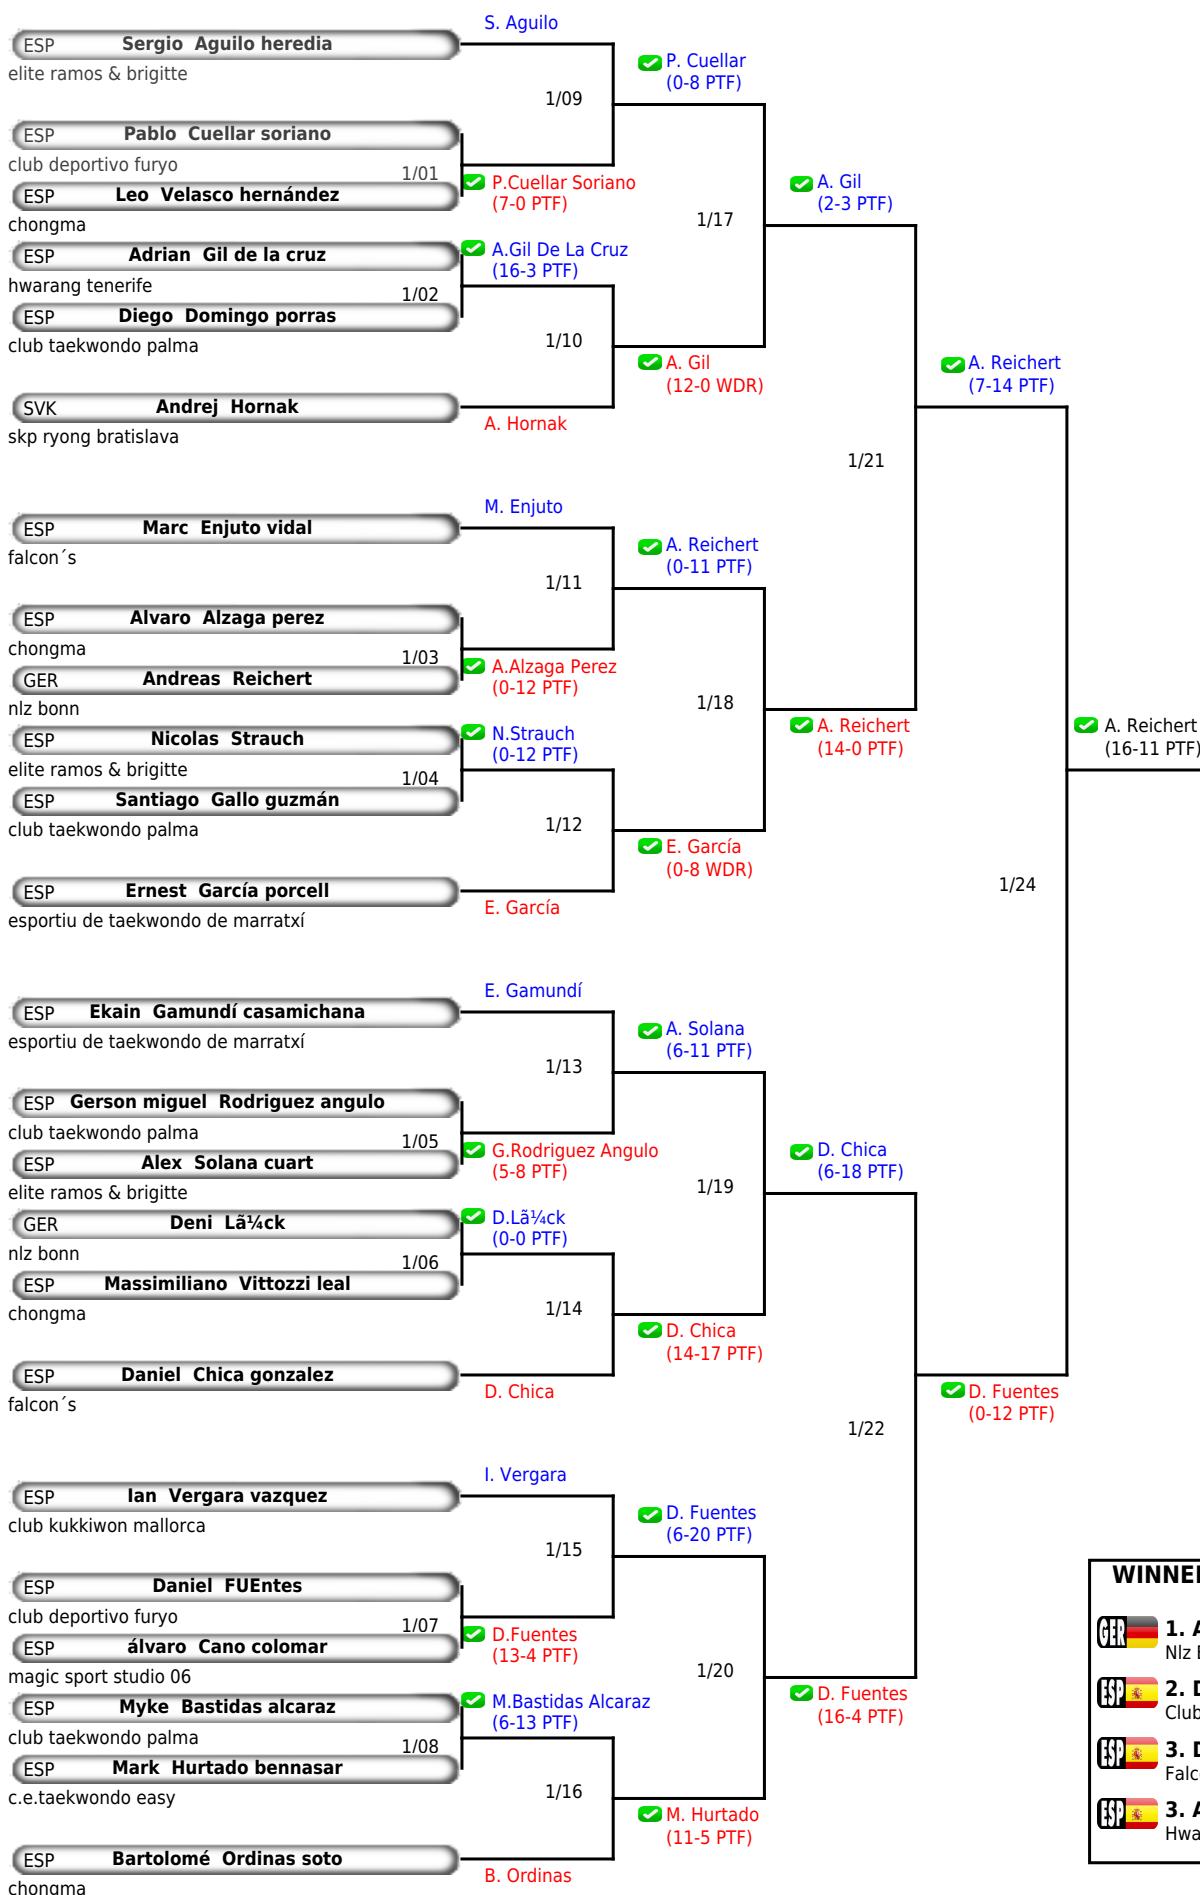 S. Aguilo
ESP Sergio Aguilo heredia
elite ramos & brigitte
P. Cuellar
(0-8 PTF)
1/09
ESP Pablo Cuellar soriano
club deportivo furyo
1/01
P.Cuellar Soriano
(7-0 PTF)
ESP Leo Velasco hernández
chongma
A. Gil
(2-3 PTF)
1/17
ESP Adrian Gil de la cruz
hwarang tenerife
1/02
A.Gil De La Cruz
(16-3 PTF)
ESP Diego Domingo porras
club taekwondo palma
1/10
A. Gil
(12-0 WDR)
SVK Andrej Hornak
skp ryong bratislava
A. Hornak
A. Reichert
(7-14 PTF)
1/21
M. Enjuto
ESP Marc Enjuto vidal
falcon´s
A. Reichert
(0-11 PTF)
1/11
ESP Alvaro Alzaga perez
chongma
1/03
A.Alzaga Perez
(0-12 PTF)
GER Andreas Reichert
nlz bonn
1/18
A. Reichert
(14-0 PTF)
A. Reichert
(16-11 PTF)
ESP Nicolas Strauch
elite ramos & brigitte
1/04
N.Strauch
(0-12 PTF)
ESP Santiago Gallo guzmán
club taekwondo palma
1/12
E. García
(0-8 WDR)
ESP Ernest García porcell
esportiu de taekwondo de marratxí
E. García
1/24
E. Gamundí
ESP Ekain Gamundí casamichana
esportiu de taekwondo de marratxí
A. Solana
(6-11 PTF)
1/13
ESP Gerson miguel Rodriguez angulo
club taekwondo palma
1/05
G.Rodriguez Angulo
(5-8 PTF)
ESP Alex Solana cuart
elite ramos & brigitte
D. Chica
(6-18 PTF)
1/19
GER Deni Lã¼ck
nlz bonn
1/06
D.Lã¼ck
(0-0 PTF)
ESP Massimiliano Vittozzi leal
chongma
1/14
D. Chica
(14-17 PTF)
ESP Daniel Chica gonzalez
falcon´s
D. Chica
D. Fuentes
(0-12 PTF)
1/22
I. Vergara
ESP Ian Vergara vazquez
club kukkiwon mallorca
D. Fuentes
(6-20 PTF)
1/15
ESP Daniel FUEntes
club deportivo furyo
1/07
D.Fuentes
(13-4 PTF)
ESP álvaro Cano colomar
magic sport studio 06
1/20
D. Fuentes
(16-4 PTF)
ESP Myke Bastidas alcaraz
club taekwondo palma
1/08
M.Bastidas Alcaraz
(6-13 PTF)
ESP Mark Hurtado bennasar
c.e.taekwondo easy
1/16
M. Hurtado
(11-5 PTF)
ESP Bartolomé Ordinas soto
chongma
B. Ordinas
WINNE
GER 1. A
Nlz
ESP 2. D
Club
ESP 3. D
Falc
ESP 3. A
Hwa